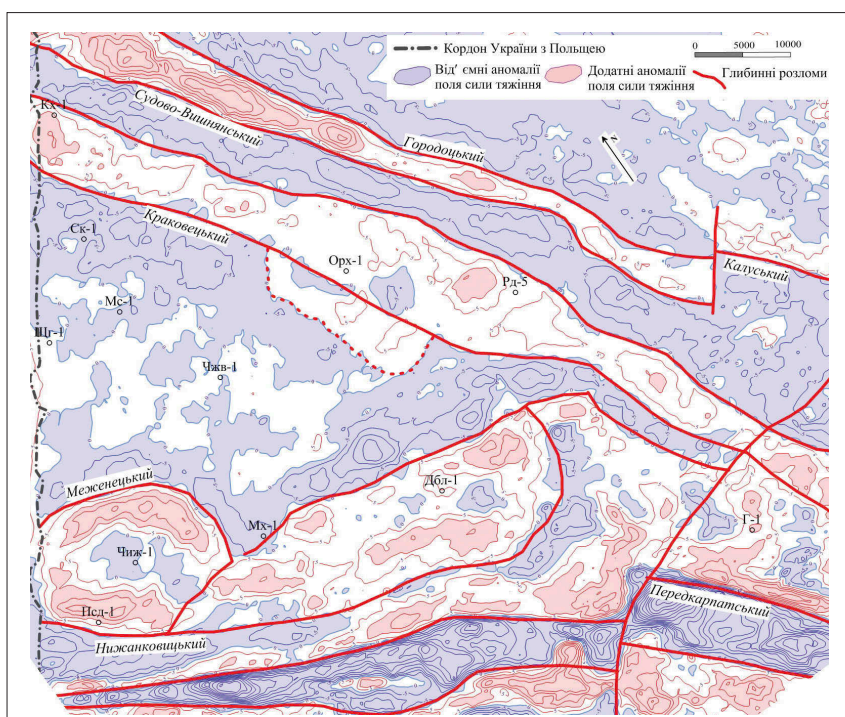 Кордон України з Польщею
0 5000 10000
Від’ ємні аномалії
поля сили тяжіння
Додатні аномалії
поля сили тяжіння
Глибинні розломи
Кх-1
Судово-Вишнянський
Городоцький
N
Краковецький
Ск-1
Орх-1
Рд-5
Калуський
Мс-1
Щг-1
Чжв-1
Меженецький
Дбл-1
Мх-1
Г-1
Чиж-1
Передкарпатський
Псд-1
Нижанковицький